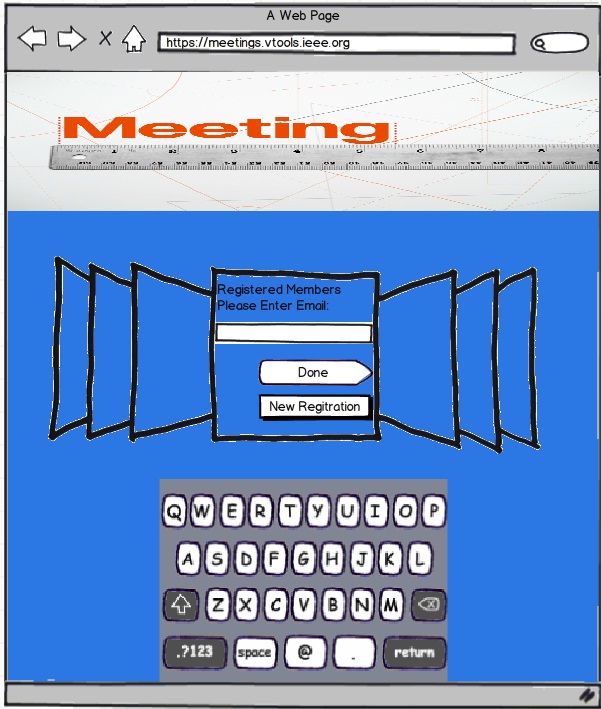 A Web Page
X
https://meetings.vtools.ieee.org
Meeting
Registered Members
Please Enter Email:
Done
New Regitration
Q W E R T Y U I O P
A S D F G H J K L
Z X C V B N M
.?123 space @ . return